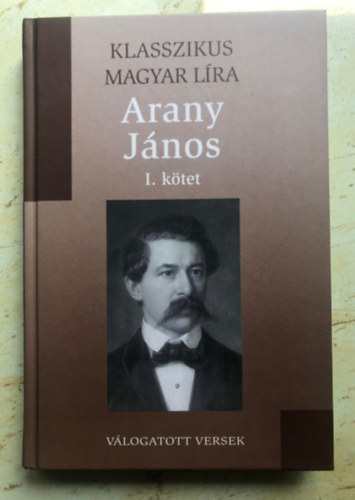 KLASSZIKUS
MAGYAR LÍRA
Arany
János
I. kötet
VÁLOGATOTT VERSEK